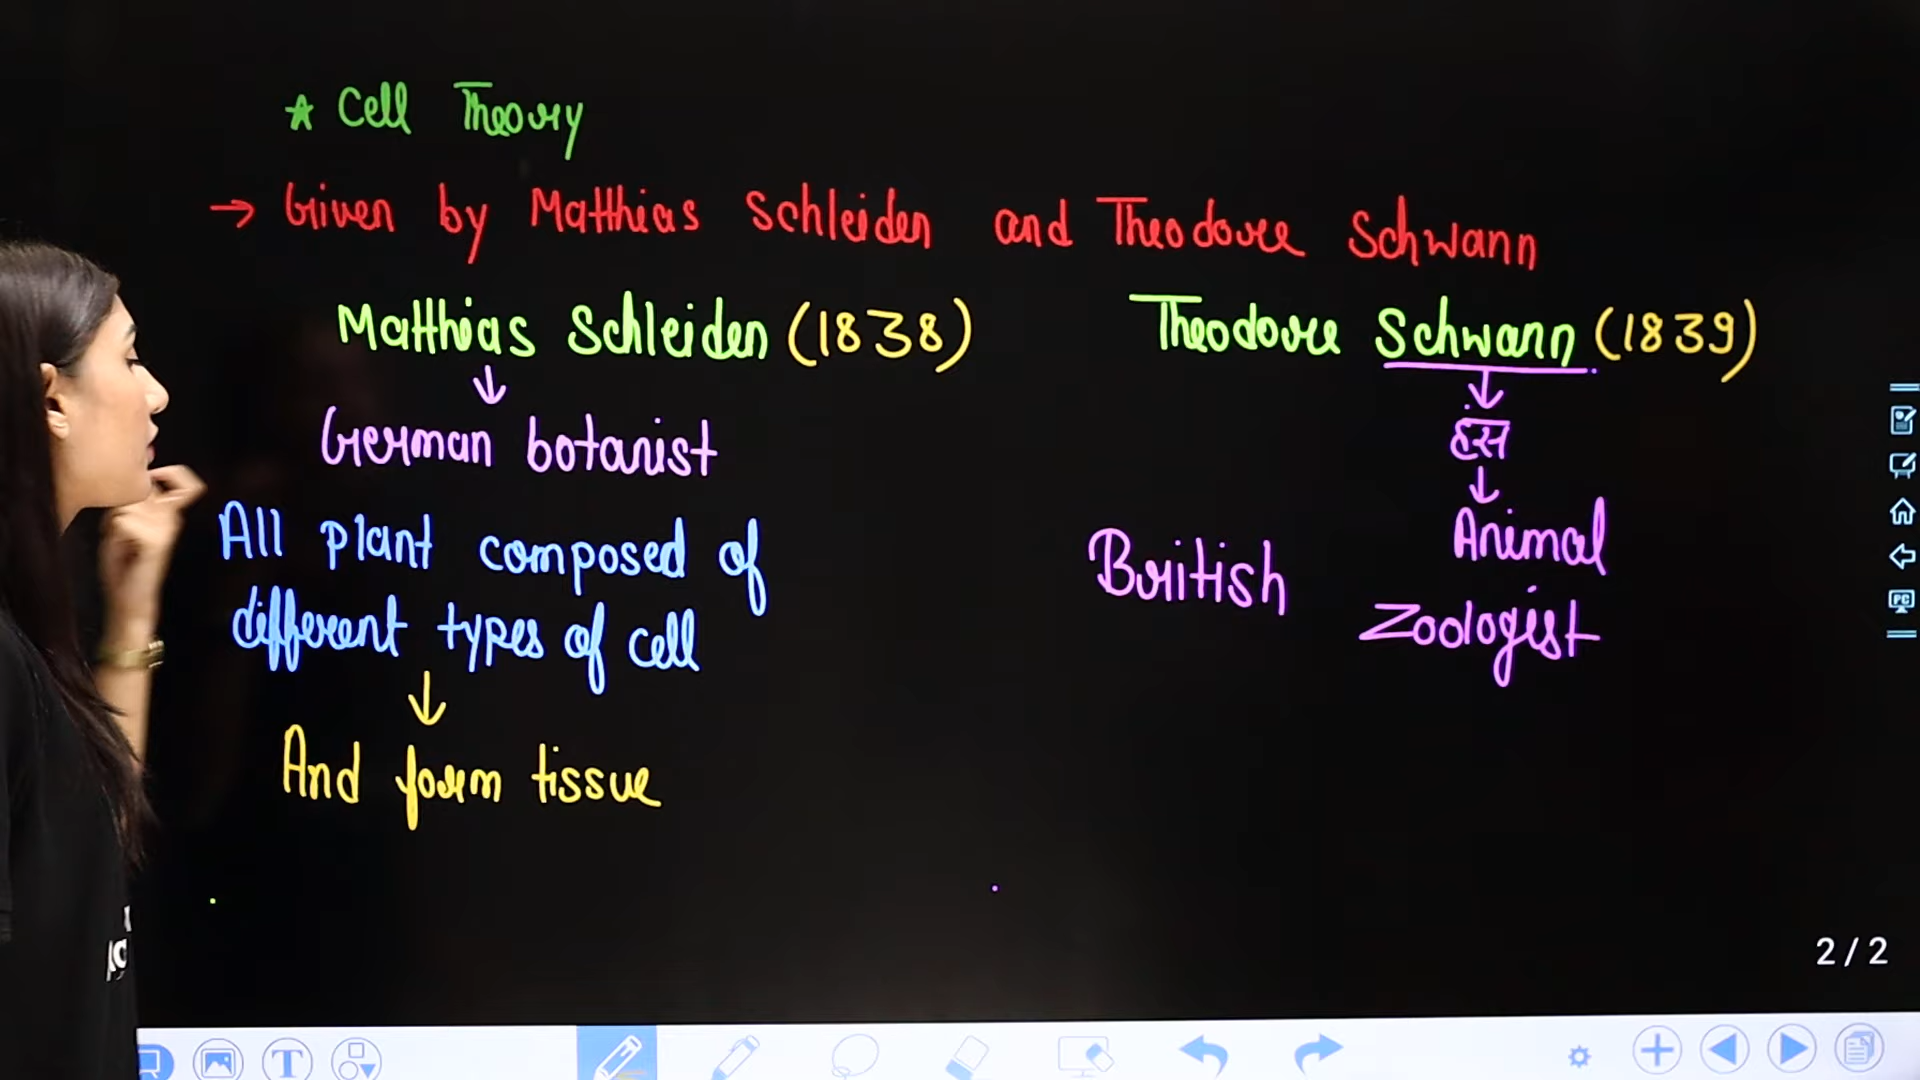 ★ Cell Theory
→ Given by Matthias Schleiden and Theodore Schwann
Matthias Schleiden (1838)
↓
German botanist
All plant composed of
different types of cell
↓
And form tissue
Theodore Schwann (1839)
↓
हंस
↓
Animal
British Zoologist
2 / 2
T
PC